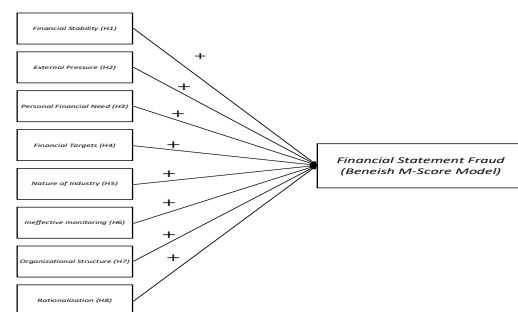 Financial Stability (H1)
+
External Pressure (H2)
+
Personal Financial Need (H3)
+
Financial Targets (H4)
+
Financial Statement Fraud
(Beneish M-Score Model)
Nature of Industry (H5)
+
Ineffective monitoring (H6)
+
Organizational Structure (H7)
+
Rationalization (H8)
+